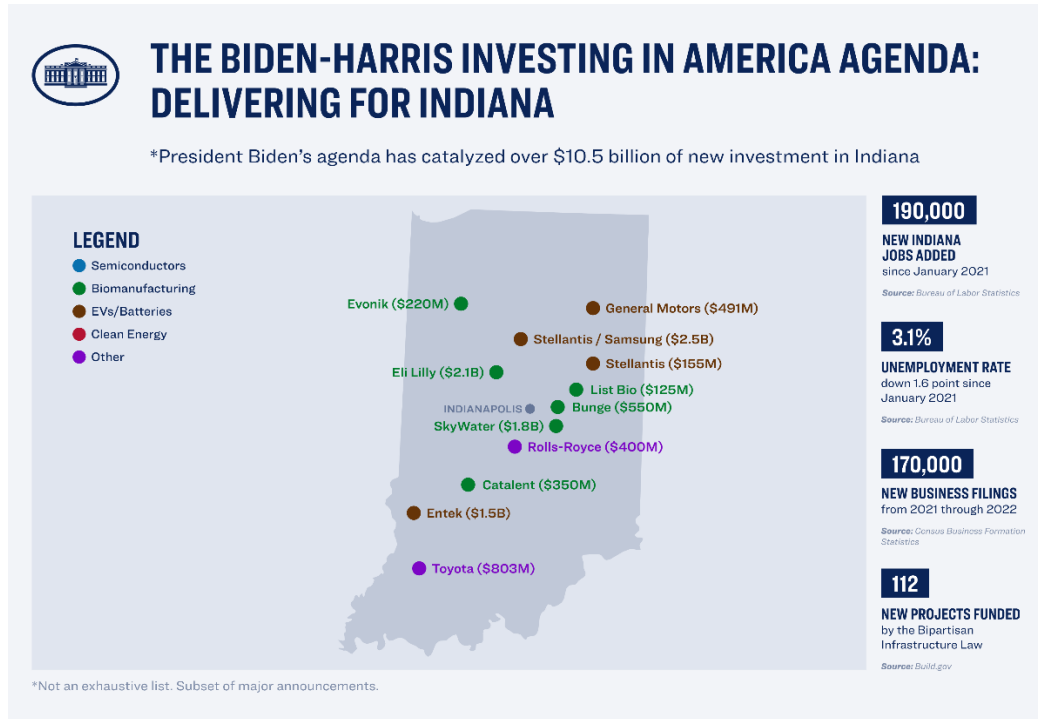 THE BIDEN-HARRIS INVESTING IN AMERICA AGENDA:
DELIVERING FOR INDIANA
*President Biden's agenda has catalyzed over $10.5 billion of new investment in Indiana
LEGEND
Semiconductors
Biomanufacturing
EVs/Batteries
Clean Energy
Other
Evonik ($220M)
General Motors ($491M)
Stellantis / Samsung ($2.5B)
Stellantis ($155M)
Eli Lilly ($2.1B)
List Bio ($125M)
INDIANAPOLIS
Bunge ($550M)
SkyWater ($1.8B)
Rolls-Royce ($400M)
Catalent ($350M)
Entek ($1.5B)
Toyota ($803M)
190,000
NEW INDIANA
JOBS ADDED
since January 2021
Source: Bureau of Labor Statistics
3.1%
UNEMPLOYMENT RATE
down 1.6 point since
January 2021
Source: Bureau of Labor Statistics
170,000
NEW BUSINESS FILINGS
from 2021 through 2022
Source: Census Business Formation
Statistics
112
NEW PROJECTS FUNDED
by the Bipartisan
Infrastructure Law
Source: Build.gov
*Not an exhaustive list. Subset of major announcements.